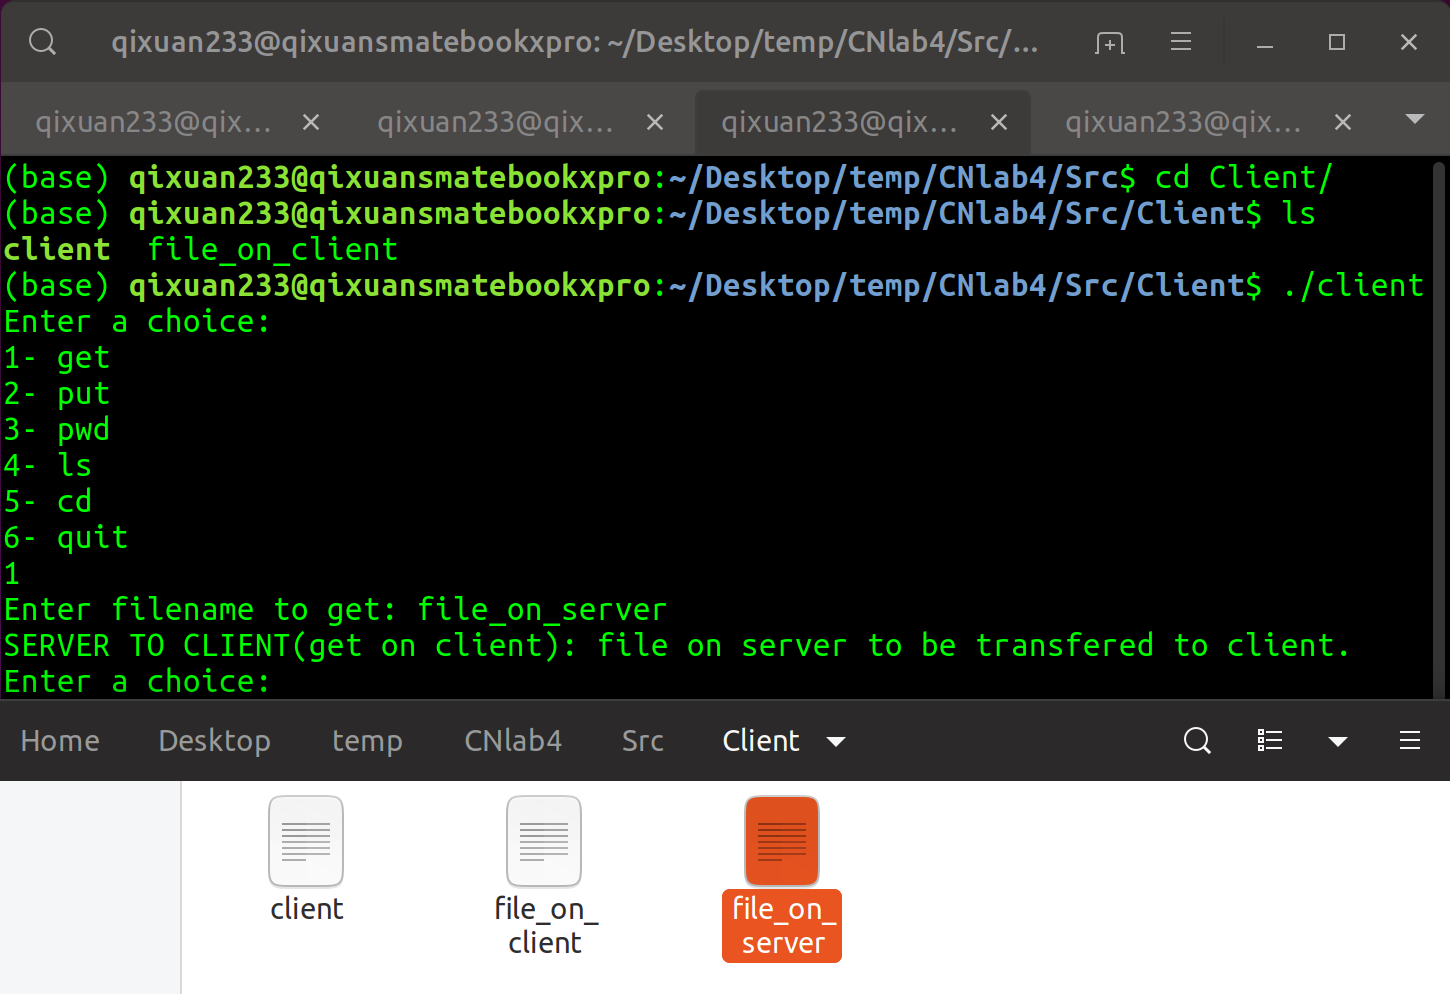 qixuan233@qixuansmatebookxpro: ~/Desktop/temp/CNlab4/Src/...
qixuan233@qix... qixuan233@qix... qixuan233@qix... qixuan233@qix...
(base) qixuan233@qixuansmatebookxpro:~/Desktop/temp/CNlab4/Src$ cd Client/
(base) qixuan233@qixuansmatebookxpro:~/Desktop/temp/CNlab4/Src/Client$ ls
client  file_on_client
(base) qixuan233@qixuansmatebookxpro:~/Desktop/temp/CNlab4/Src/Client$ ./client
Enter a choice:
1- get
2- put
3- pwd
4- ls
5- cd
6- quit
1
Enter filename to get: file_on_server
SERVER TO CLIENT(get on client): file on server to be transfered to client.
Enter a choice:
Home Desktop temp CNlab4 Src Client
client
file_on_
client
file_on_
server